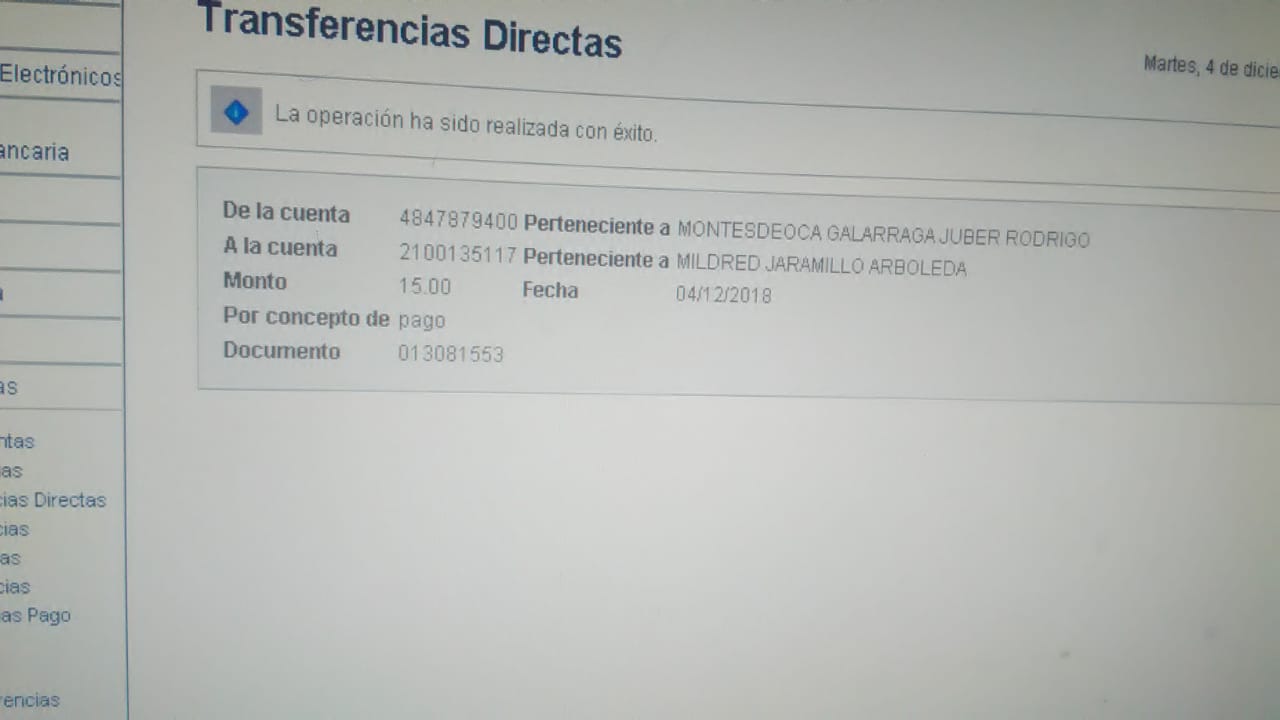 Transferencias Directas
Martes, 4 de dicie
La operación ha sido realizada con éxito.
De la cuenta 4847879400 Perteneciente a MONTESDEOCA GALARRAGA JUBER RODRIGO
A la cuenta 2100135117 Perteneciente a MILDRED JARAMILLO ARBOLEDA
Monto 15.00 Fecha 04/12/2018
Por concepto de pago
Documento 013081553
Electrónicos
ancaria
as
ntas
as
cias Directas
cias
as
cias
as Pago
rencias